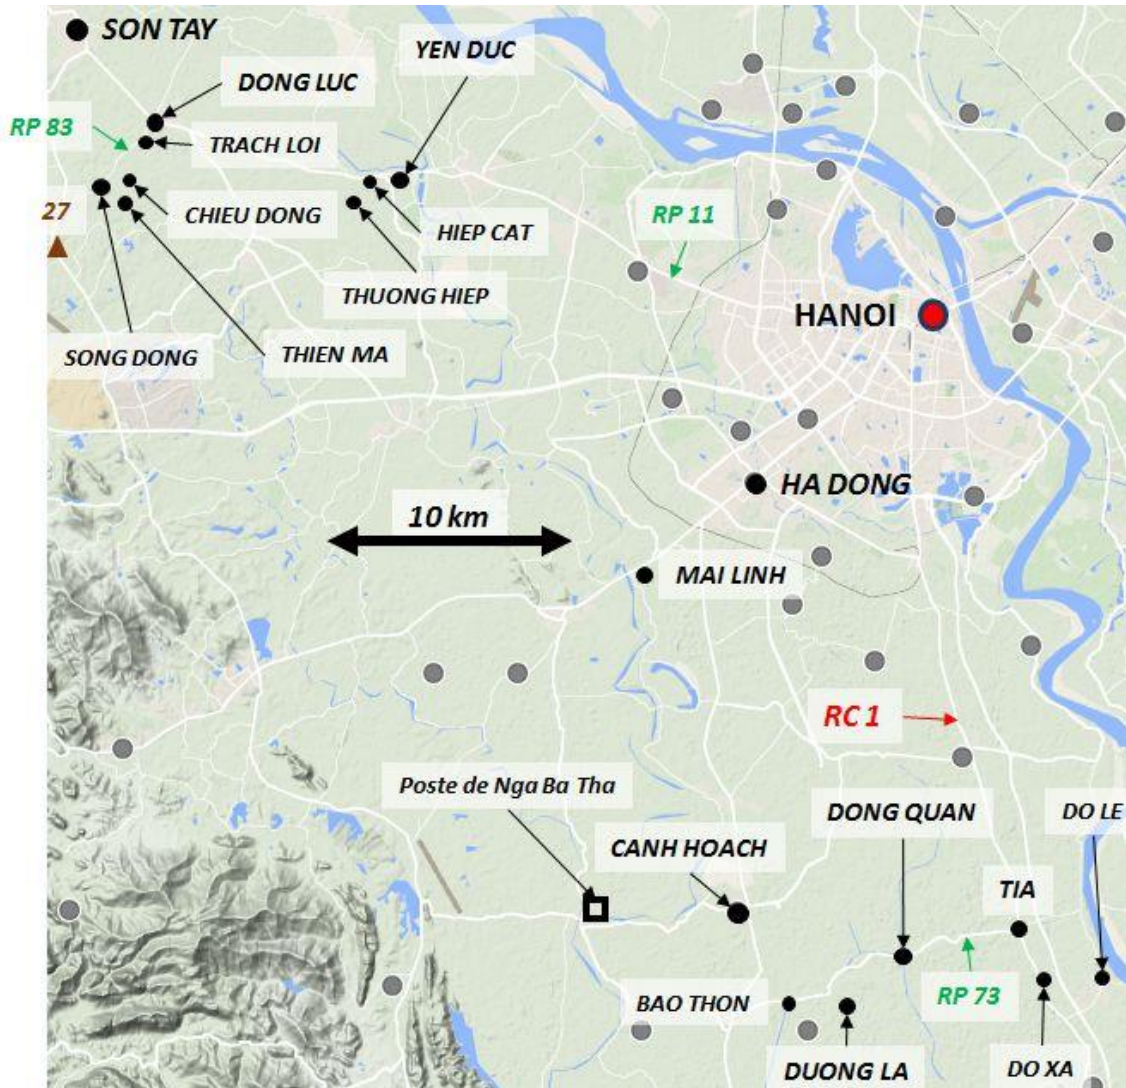 SON TAY
YEN DUC
DONG LUC
RP 83
TRACH LOI
27
CHIEU DONG
RP 11
HIEP CAT
THUONG HIEP
HANOI
SONG DONG
THIEN MA
HA DONG
10 km
MAI LINH
RC 1
Poste de Nga Ba Tha
DONG QUAN
DO LE
CANH HOACH
TIA
BAO THON
RP 73
DUONG LA
DO XA